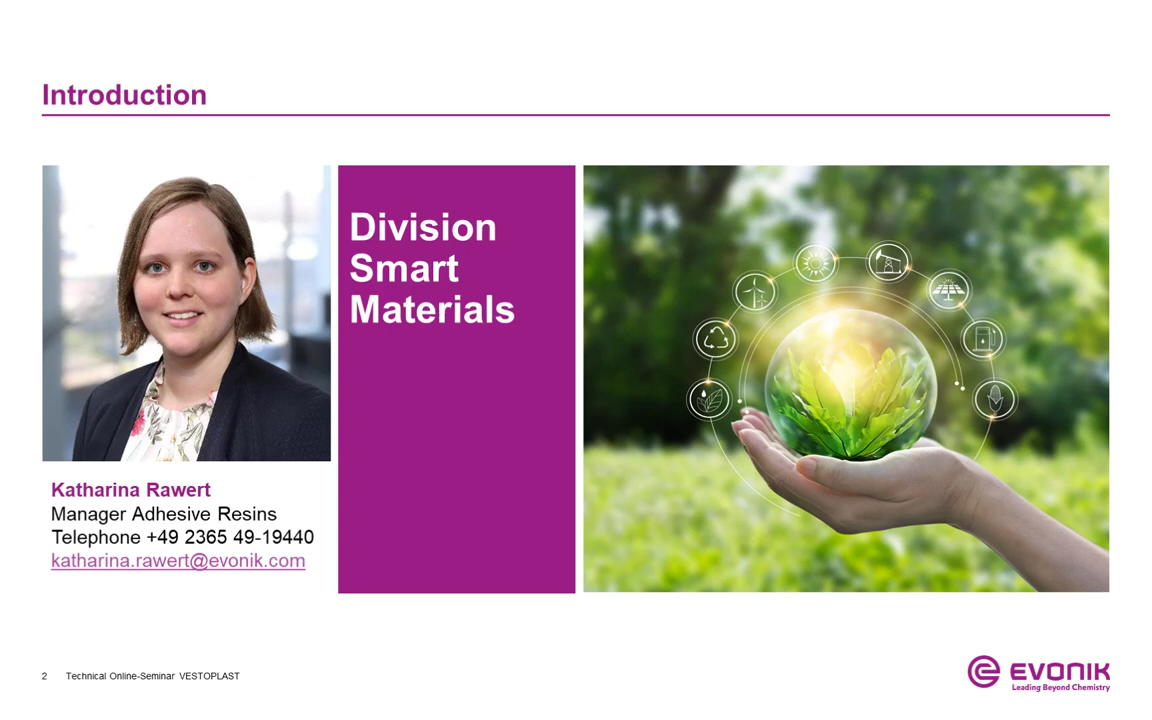 Introduction
Division
Smart
Materials
Katharina Rawert
Manager Adhesive Resins
Telephone +49 2365 49-19440
katharina.rawert@evonik.com
2 Technical Online-Seminar VESTOPLAST
EVONIK
Leading Beyond Chemistry